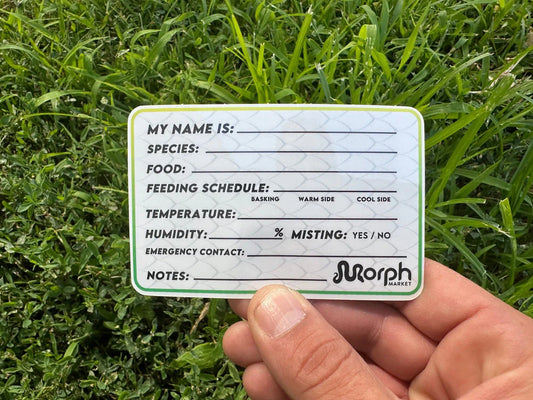 MY NAME IS:
SPECIES:
FOOD:
FEEDING SCHEDULE:
BASKING WARM SIDE COOL SIDE
TEMPERATURE:
HUMIDITY: % MISTING: YES / NO
EMERGENCY CONTACT:
NOTES:
Morph
MARKET